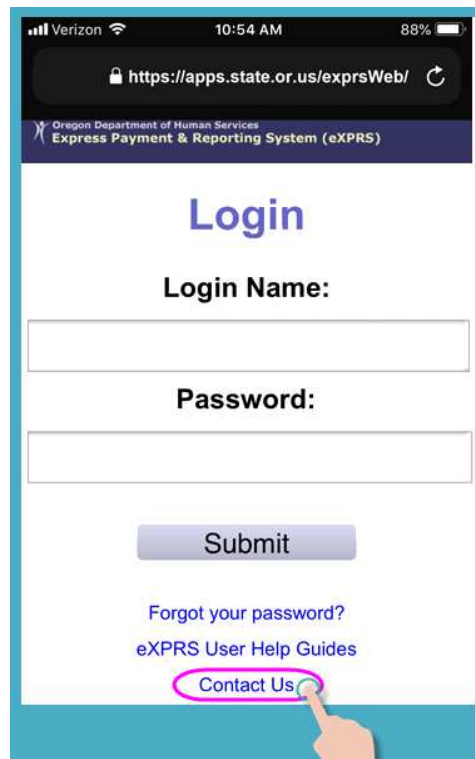 Verizon 10:54 AM 88%
https://apps.state.or.us/exprsWeb/
Oregon Department of Human Services
Express Payment & Reporting System (eXPRS)
Login
Login Name:
Password:
Submit
Forgot your password?
eXPRS User Help Guides
Contact Us